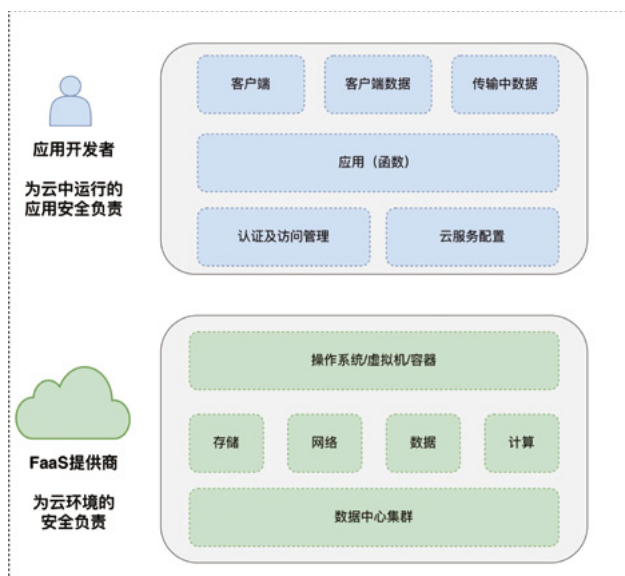 客户端
客户端数据
传输中数据
应用开发者
为云中运行的
应用安全负责
应用（函数）
认证及访问管理
云服务配置
操作系统/虚拟机/容器
存储
网络
数据
计算
FaaS提供商
为云环境的
安全负责
数据中心集群